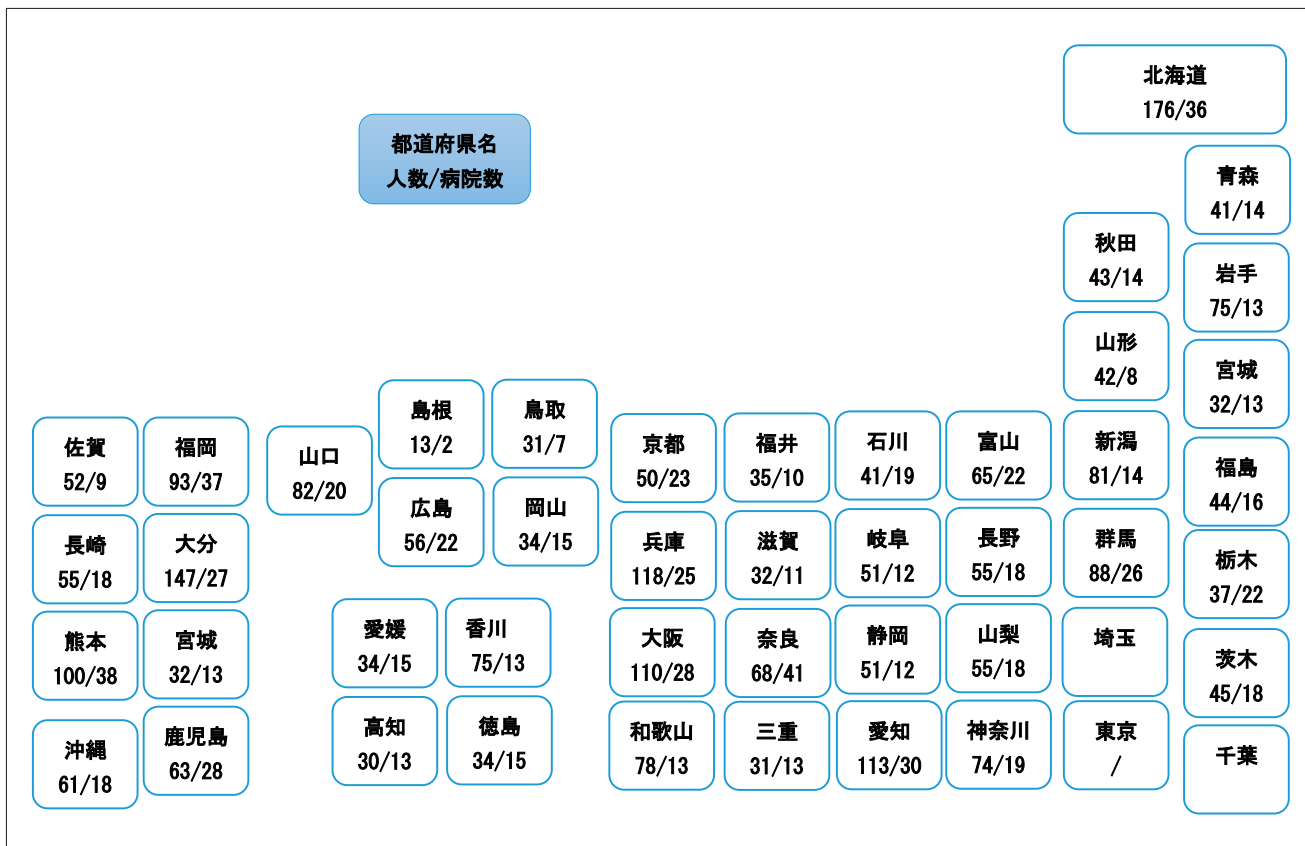 北海道
176/36
都道府県名
人数/病院数
青森
41/14
秋田
43/14
岩手
75/13
山形
42/8
宮城
32/13
島根
13/2
鳥取
31/7
佐賀
52/9
福岡
93/37
山口
82/20
京都
50/23
福井
35/10
石川
41/19
富山
65/22
新潟
81/14
福島
44/16
広島
56/22
岡山
34/15
長崎
55/18
大分
147/27
兵庫
118/25
滋賀
32/11
岐阜
51/12
長野
55/18
群馬
88/26
栃木
37/22
愛媛
34/15
香川
75/13
熊本
100/38
宮城
32/13
大阪
110/28
奈良
68/41
静岡
51/12
山梨
55/18
埼玉
茨木
45/18
高知
30/13
徳島
34/15
沖縄
61/18
鹿児島
63/28
和歌山
78/13
三重
31/13
愛知
113/30
神奈川
74/19
東京
/
千葉